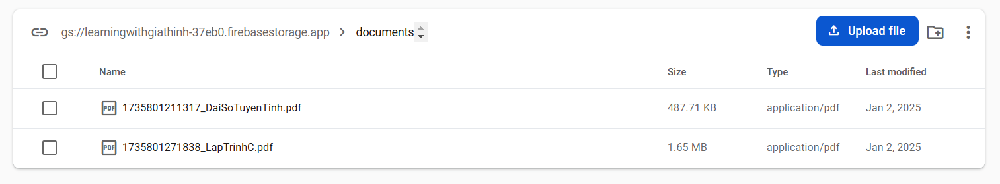 gs://learningwithgiathinh-37eb0.firebasestorage.app > documents Upload file
Name Size Type Last modified
PDF 1735801211317_DaiSoTuyenTinh.pdf 487.71 KB application/pdf Jan 2, 2025
PDF 1735801271838_LapTrinhC.pdf 1.65 MB application/pdf Jan 2, 2025